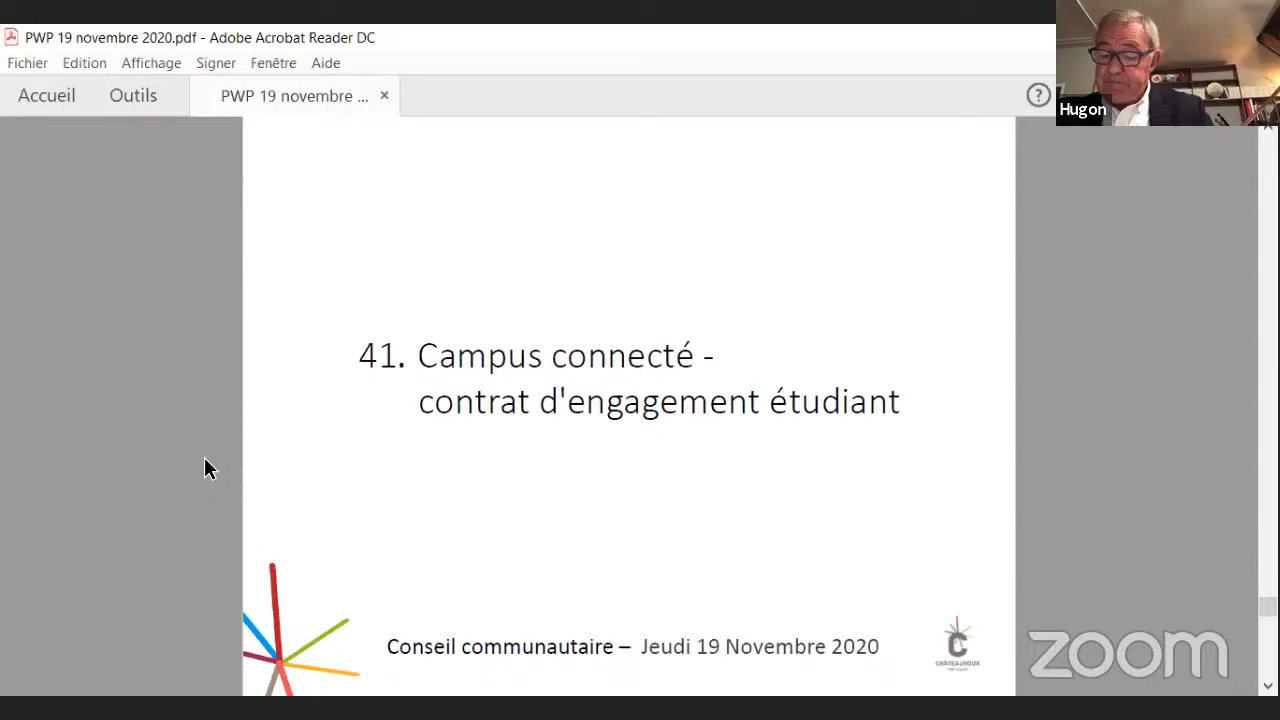 PWP 19 novembre 2020.pdf - Adobe Acrobat Reader DC
Fichier Edition Affichage Signer Fenêtre Aide
Accueil Outils PWP 19 novembre ... ×
?
Hugon
41. Campus connecté -
contrat d'engagement étudiant
Conseil communautaire – Jeudi 19 Novembre 2020
C
CHÂTEAUROUX
zoom